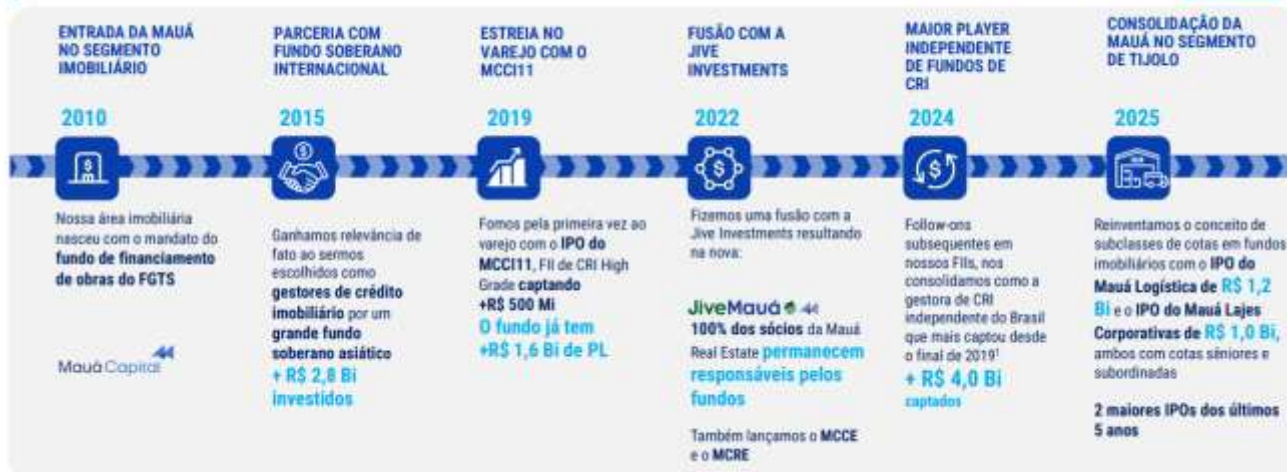 ENTRADA DA MAUÁ
NO SEGMENTO
IMOBILIÁRIO
2010
Nossa área imobiliária
nasceu com o mandato do
fundo de financiamento
de obras do FGTS
Mauá Capital
PARCERIA COM
FUNDO SOBERANO
INTERNACIONAL
2015
Ganhamos relevância de
fato ao sermos
escolhidos como
gestores de crédito
imobiliário por um
grande fundo
soberano asiático
+ R$ 2,8 Bi
investidos
ESTREIA NO
VAREJO COM O
MCCI11
2019
Fomos pela primeira vez ao
varejo com o IPO do
MCCI11, FII de CRI High
Grade captando
+R$ 500 Mi
O fundo já tem
+R$ 1,6 Bi de PL
FUSÃO COM A
JIVE
INVESTMENTS
2022
Fizemos uma fusão com a
Jive Investments resultando
na nova:
JiveMauá
100% dos sócios da Mauá
Real Estate permanecem
responsáveis pelos
fundos
Também lançamos o MCCE
e o MCRE
MAIOR PLAYER
INDEPENDENTE
DE FUNDOS DE
CRI
2024
Follow-ons
subsequentes em
nossos FIIs, nos
consolidamos como a
gestora de CRI
independente do Brasil
que mais captou desde
o final de 2019¹
+ R$ 4,0 Bi
captados
CONSOLIDAÇÃO DA
MAUÁ NO SEGMENTO
DE TIJOLO
2025
Reinventamos o conceito de
subclasses de cotas em fundos
imobiliários com o IPO do
Mauá Logística de R$ 1,2
Bi e o IPO do Mauá Lajes
Corporativas de R$ 1,0 Bi,
ambos com cotas sêniores e
subordinadas
2 maiores IPOs dos últimos
5 anos